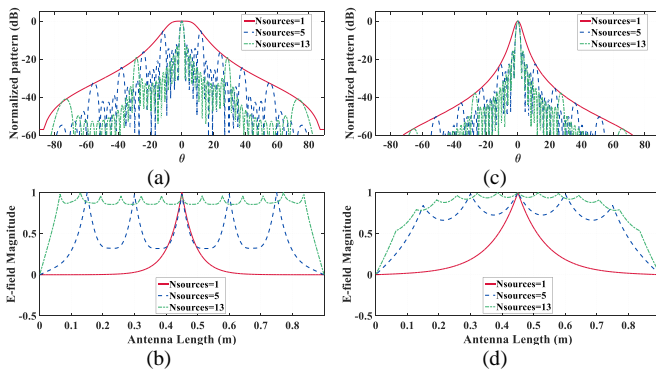 Normalized pattern (dB)
0
-20
-40
-60
Nsources=1
Nsources=5
Nsources=13
-80 -60 -40 -20 0 20 40 60 80
θ
(a)
Normalized pattern (dB)
0
-20
-40
-60
Nsources=1
Nsources=5
Nsources=13
-80 -60 -40 -20 0 20 40 60 80
θ
(c)
E-field Magnitude
1
0.5
0
-0.5
Nsources=1
Nsources=5
Nsources=13
0 0.1 0.2 0.3 0.4 0.5 0.6 0.7 0.8
Antenna Length (m)
(b)
E-field Magnitude
1
0.5
0
-0.5
Nsources=1
Nsources=5
Nsources=13
0 0.1 0.2 0.3 0.4 0.5 0.6 0.7 0.8
Antenna Length (m)
(d)